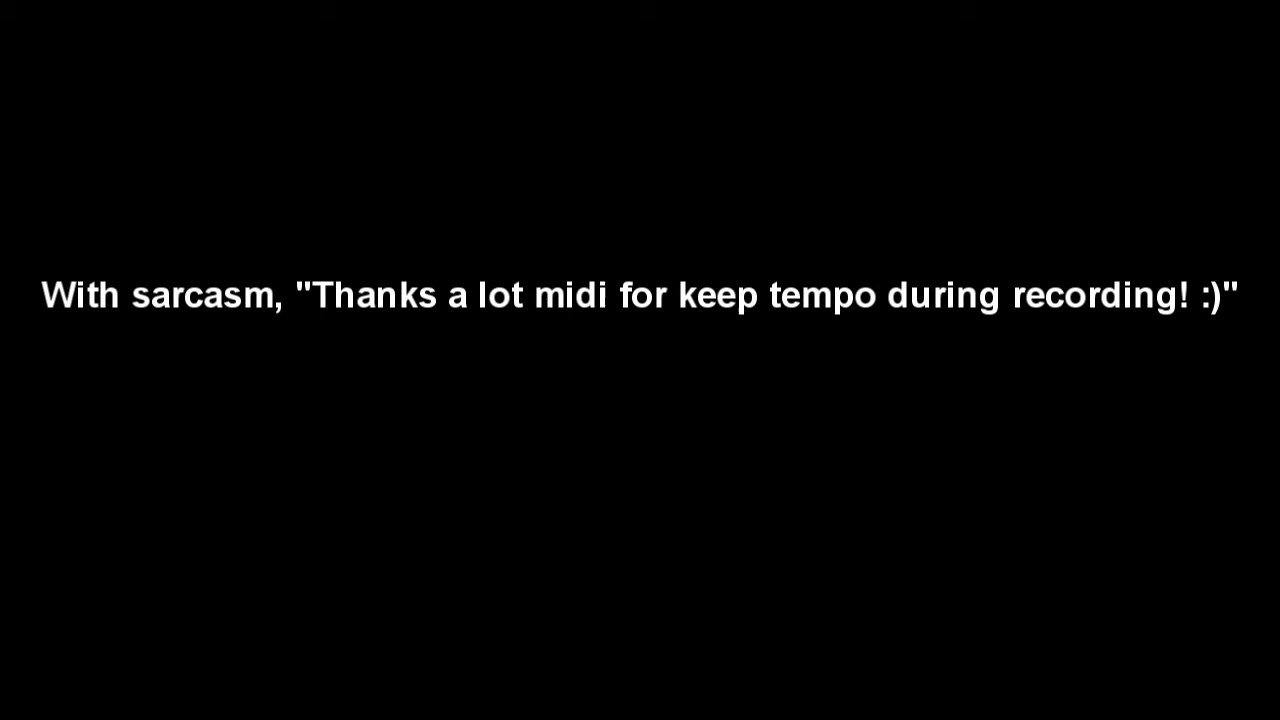 With sarcasm, "Thanks a lot midi for keep tempo during recording! :)"